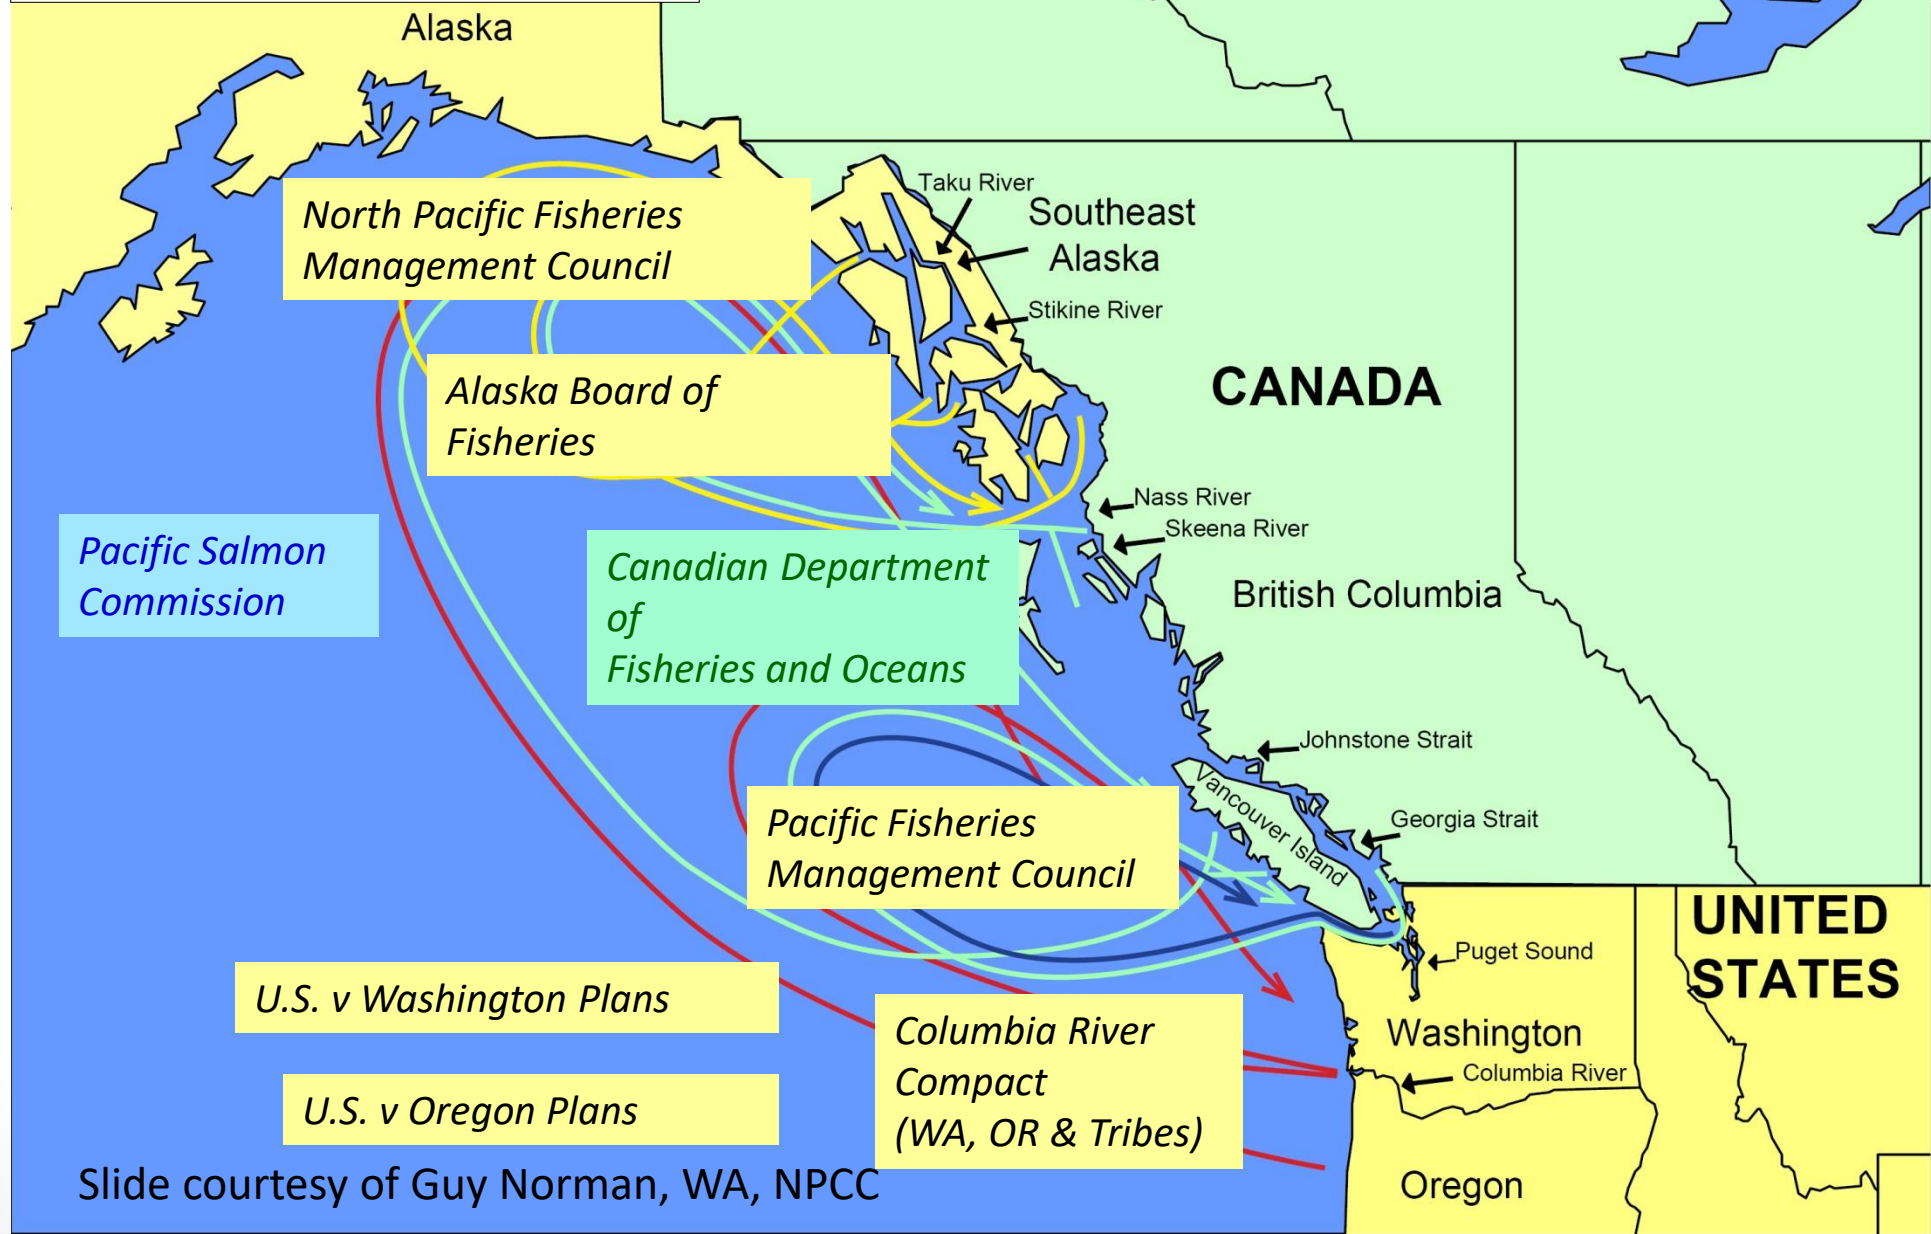 Alaska
North Pacific Fisheries
Management Council
Taku River
Southeast
Alaska
Stikine River
Alaska Board of
Fisheries
CANADA
Nass River
Skeena River
Pacific Salmon
Commission
Canadian Department
of
Fisheries and Oceans
British Columbia
Johnstone Strait
Vancouver Island
Georgia Strait
Pacific Fisheries
Management Council
UNITED
STATES
Puget Sound
U.S. v Washington Plans
Columbia River
Compact
(WA, OR & Tribes)
Washington
Columbia River
U.S. v Oregon Plans
Slide courtesy of Guy Norman, WA, NPCC
Oregon